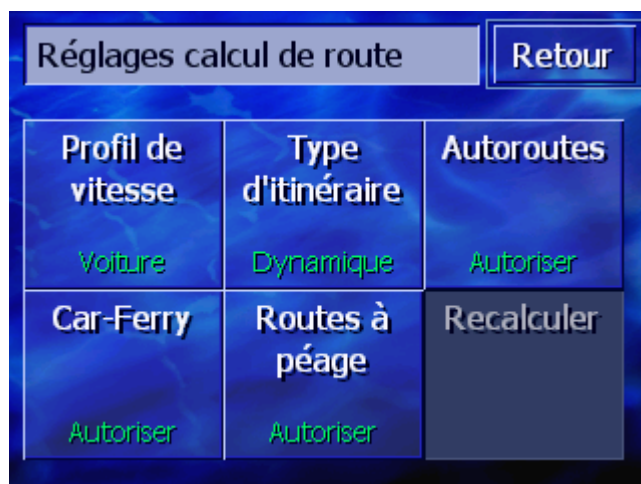 Réglages calcul de route
Retour
Profil de
vitesse
Voiture
Type
d'itinéraire
Dynamique
Autoroutes
Autoriser
Car-Ferry
Autoriser
Routes à
péage
Autoriser
Recalculer